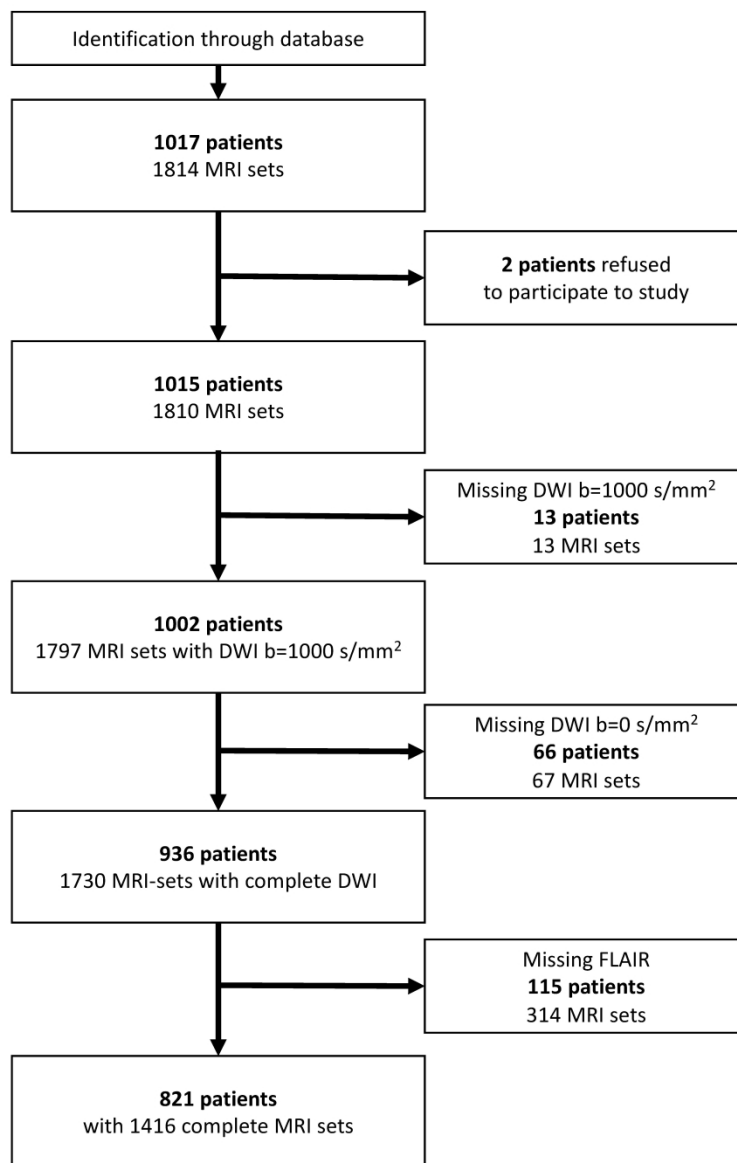 Identification through database
1017 patients
1814 MRI sets
2 patients refused
to participate to study
1015 patients
1810 MRI sets
Missing DWI b=1000 s/mm²
13 patients
13 MRI sets
1002 patients
1797 MRI sets with DWI b=1000 s/mm²
Missing DWI b=0 s/mm²
66 patients
67 MRI sets
936 patients
1730 MRI-sets with complete DWI
Missing FLAIR
115 patients
314 MRI sets
821 patients
with 1416 complete MRI sets